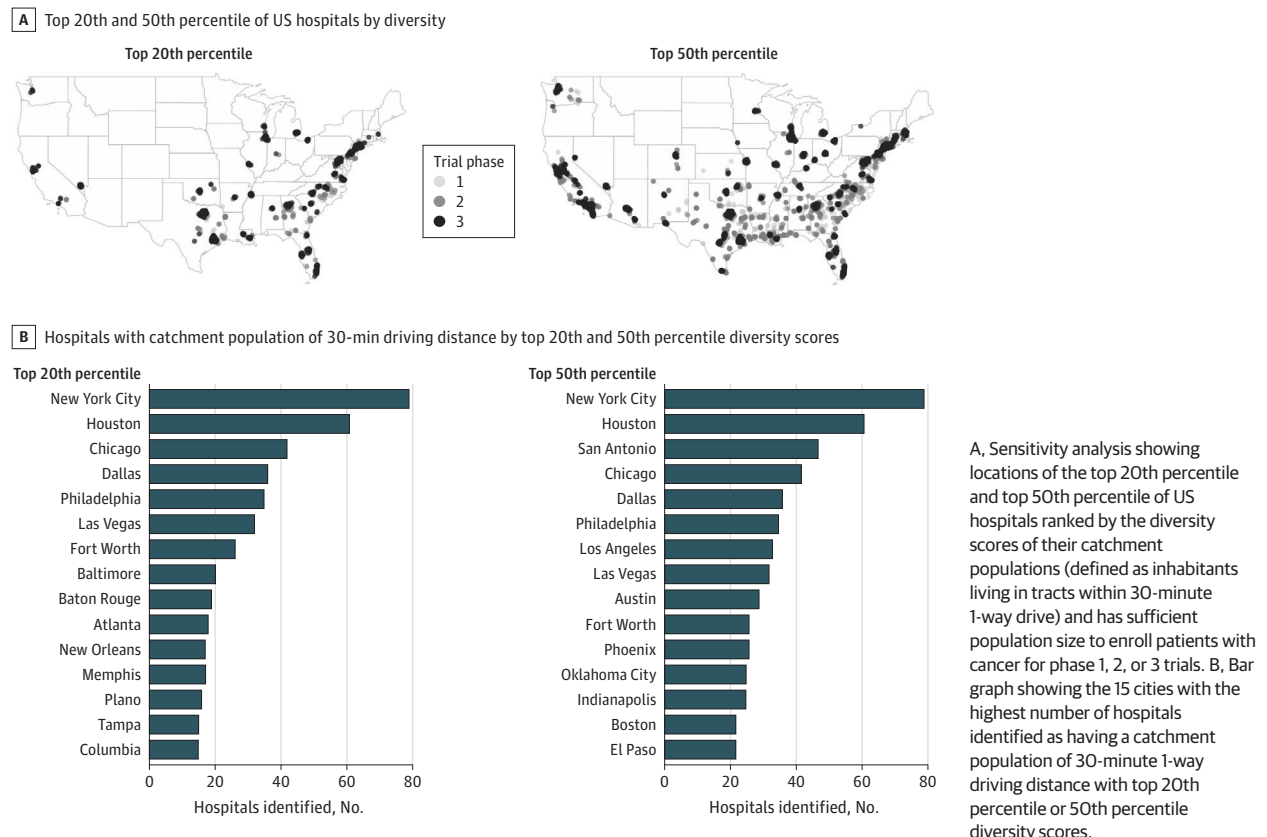 A Top 20th and 50th percentile of US hospitals by diversity
Top 20th percentile
Top 50th percentile
Trial phase
1
2
3
B Hospitals with catchment population of 30-min driving distance by top 20th and 50th percentile diversity scores
Top 20th percentile
New York City
Houston
Chicago
Dallas
Philadelphia
Las Vegas
Fort Worth
Baltimore
Baton Rouge
Atlanta
New Orleans
Memphis
Plano
Tampa
Columbia
0 20 40 60 80
Hospitals identified, No.
Top 50th percentile
New York City
Houston
San Antonio
Chicago
Dallas
Philadelphia
Los Angeles
Las Vegas
Austin
Fort Worth
Phoenix
Oklahoma City
Indianapolis
Boston
El Paso
0 20 40 60 80
Hospitals identified, No.
A, Sensitivity analysis showing
locations of the top 20th percentile
and top 50th percentile of US
hospitals ranked by the diversity
scores of their catchment
populations (defined as inhabitants
living in tracts within 30-minute
1-way drive) and has sufficient
population size to enroll patients with
cancer for phase 1, 2, or 3 trials. B, Bar
graph showing the 15 cities with the
highest number of hospitals
identified as having a catchment
population of 30-minute 1-way
driving distance with top 20th
percentile or 50th percentile
diversity scores.